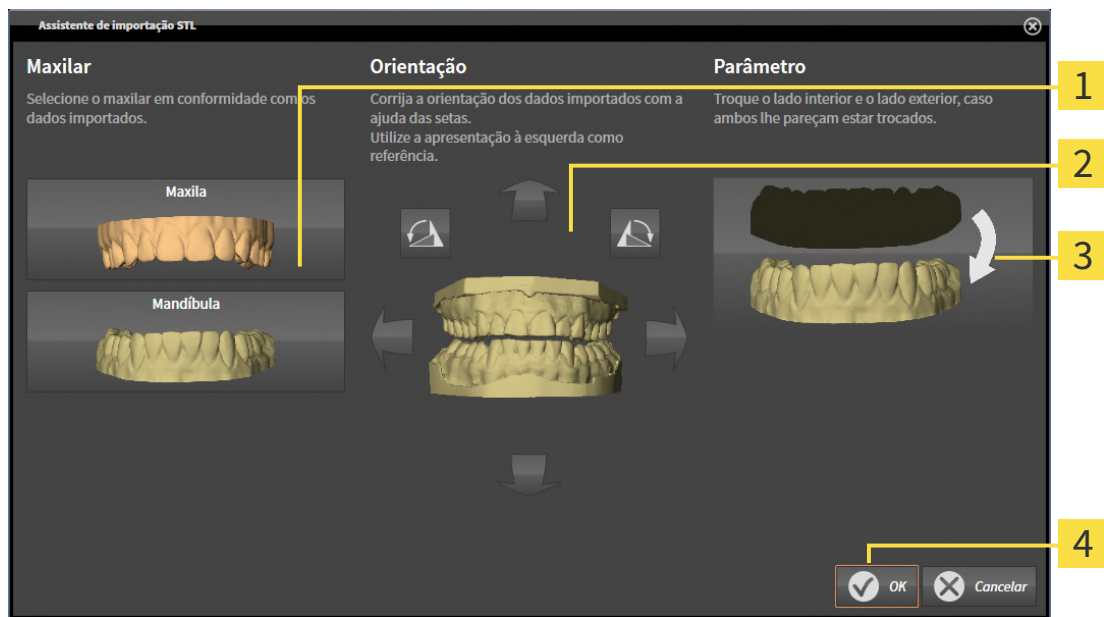 Assistente de importação STL
Maxilar
Selecione o maxilar em conformidade com os
dados importados.
Maxila
Mandíbula
Orientação
Corrija a orientação dos dados importados com a
ajuda das setas.
Utilize a apresentação à esquerda como
referência.
Parâmetro
Troque o lado interior e o lado exterior, caso
ambos lhe pareçam estar trocados.
OK
Cancelar
1
2
3
4